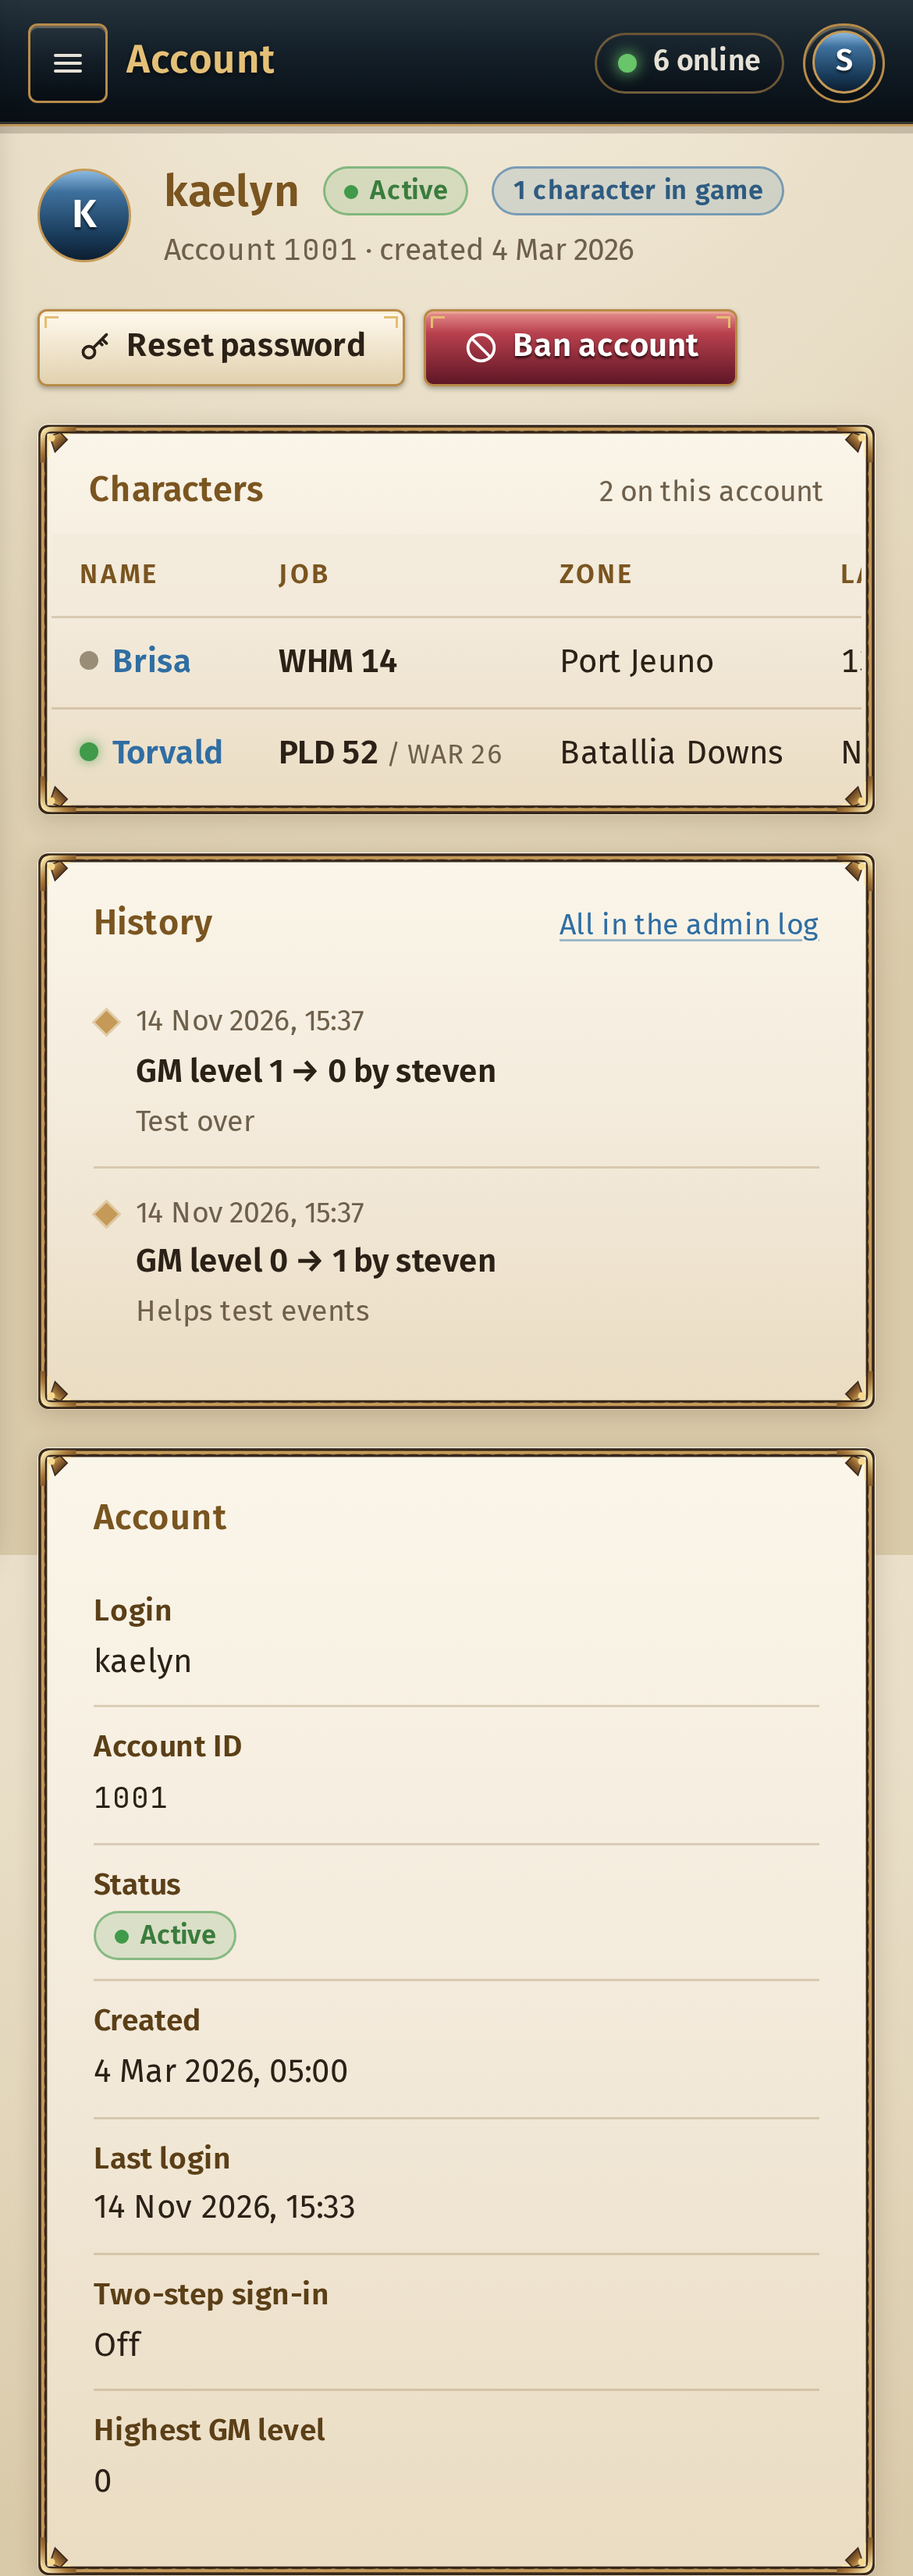 Account
6 online
S
K
kaelyn
Active
1 character in game
Account 1001 · created 4 Mar 2026
Reset password
Ban account
Characters
2 on this account
NAME JOB ZONE
Brisa WHM 14 Port Jeuno
Torvald PLD 52 / WAR 26 Batallia Downs
History
All in the admin log
14 Nov 2026, 15:37
GM level 1 → 0 by steven
Test over
14 Nov 2026, 15:37
GM level 0 → 1 by steven
Helps test events
Account
Login
kaelyn
Account ID
1001
Status
Active
Created
4 Mar 2026, 05:00
Last login
14 Nov 2026, 15:33
Two-step sign-in
Off
Highest GM level
0